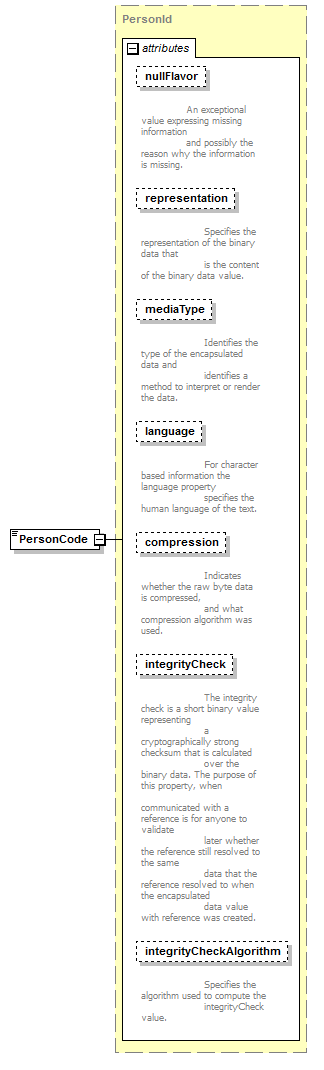 PersonId
attributes
nullFlavor
An exceptional
value expressing missing
information
and possibly the
reason why the information
is missing.
representation
Specifies the
representation of the binary
data that
is the content
of the binary data value.
mediaType
Identifies the
type of the encapsulated
data and
identifies a
method to interpret or render
the data.
language
For character
based information the
language property
specifies the
human language of the text.
PersonCode
compression
Indicates
whether the raw byte data
is compressed,
and what
compression algorithm was
used.
integrityCheck
The integrity
check is a short binary value
representing
a
cryptographically strong
checksum that is calculated
over the
binary data. The purpose of
this property, when
communicated with a
reference is for anyone to
validate
later whether
the reference still resolved to
the same
data that the
reference resolved to when
the encapsulated
data value
with reference was created.
integrityCheckAlgorithm
Specifies the
algorithm used to compute the
integrityCheck
value.